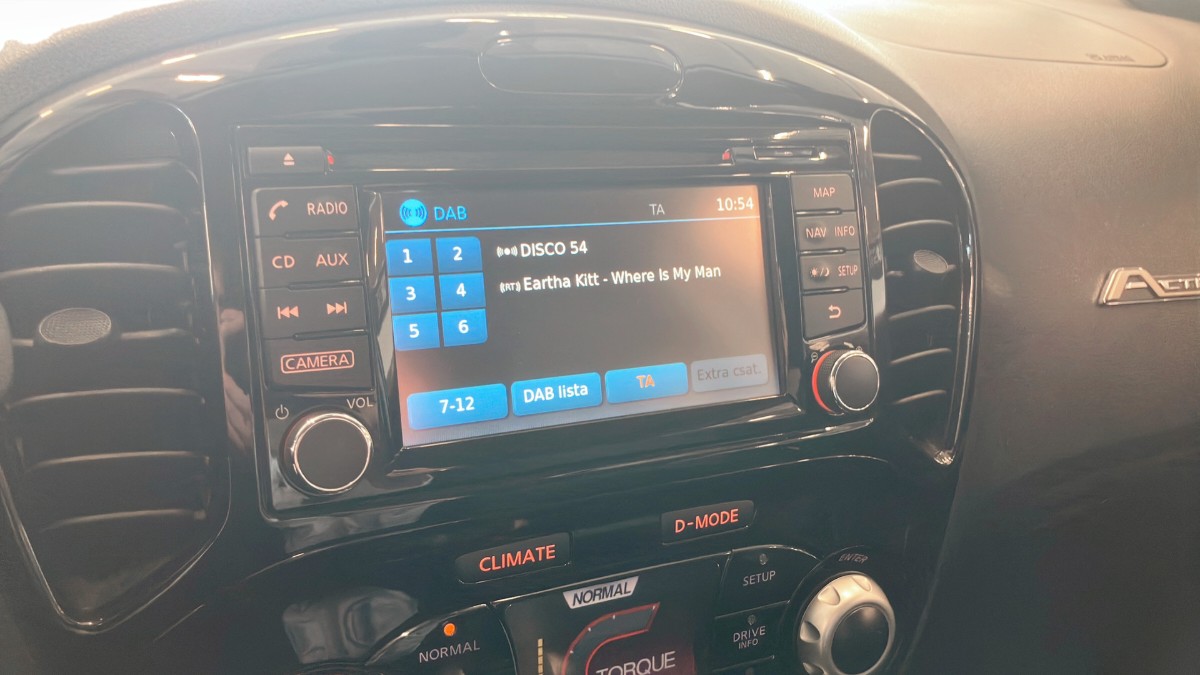 DAB TA 10:54
1 2
3 4
5 6
DISCO 54
(RT) Eartha Kitt - Where Is My Man
7-12 DAB lista TA Extra csat.
RADIO
CD AUX
CAMERA
VOL
MAP
NAV INFO
SETUP
CLIMATE
D-MODE
NORMAL
NORMAL
TORQUE
SETUP
DRIVE
INFO
ENTER